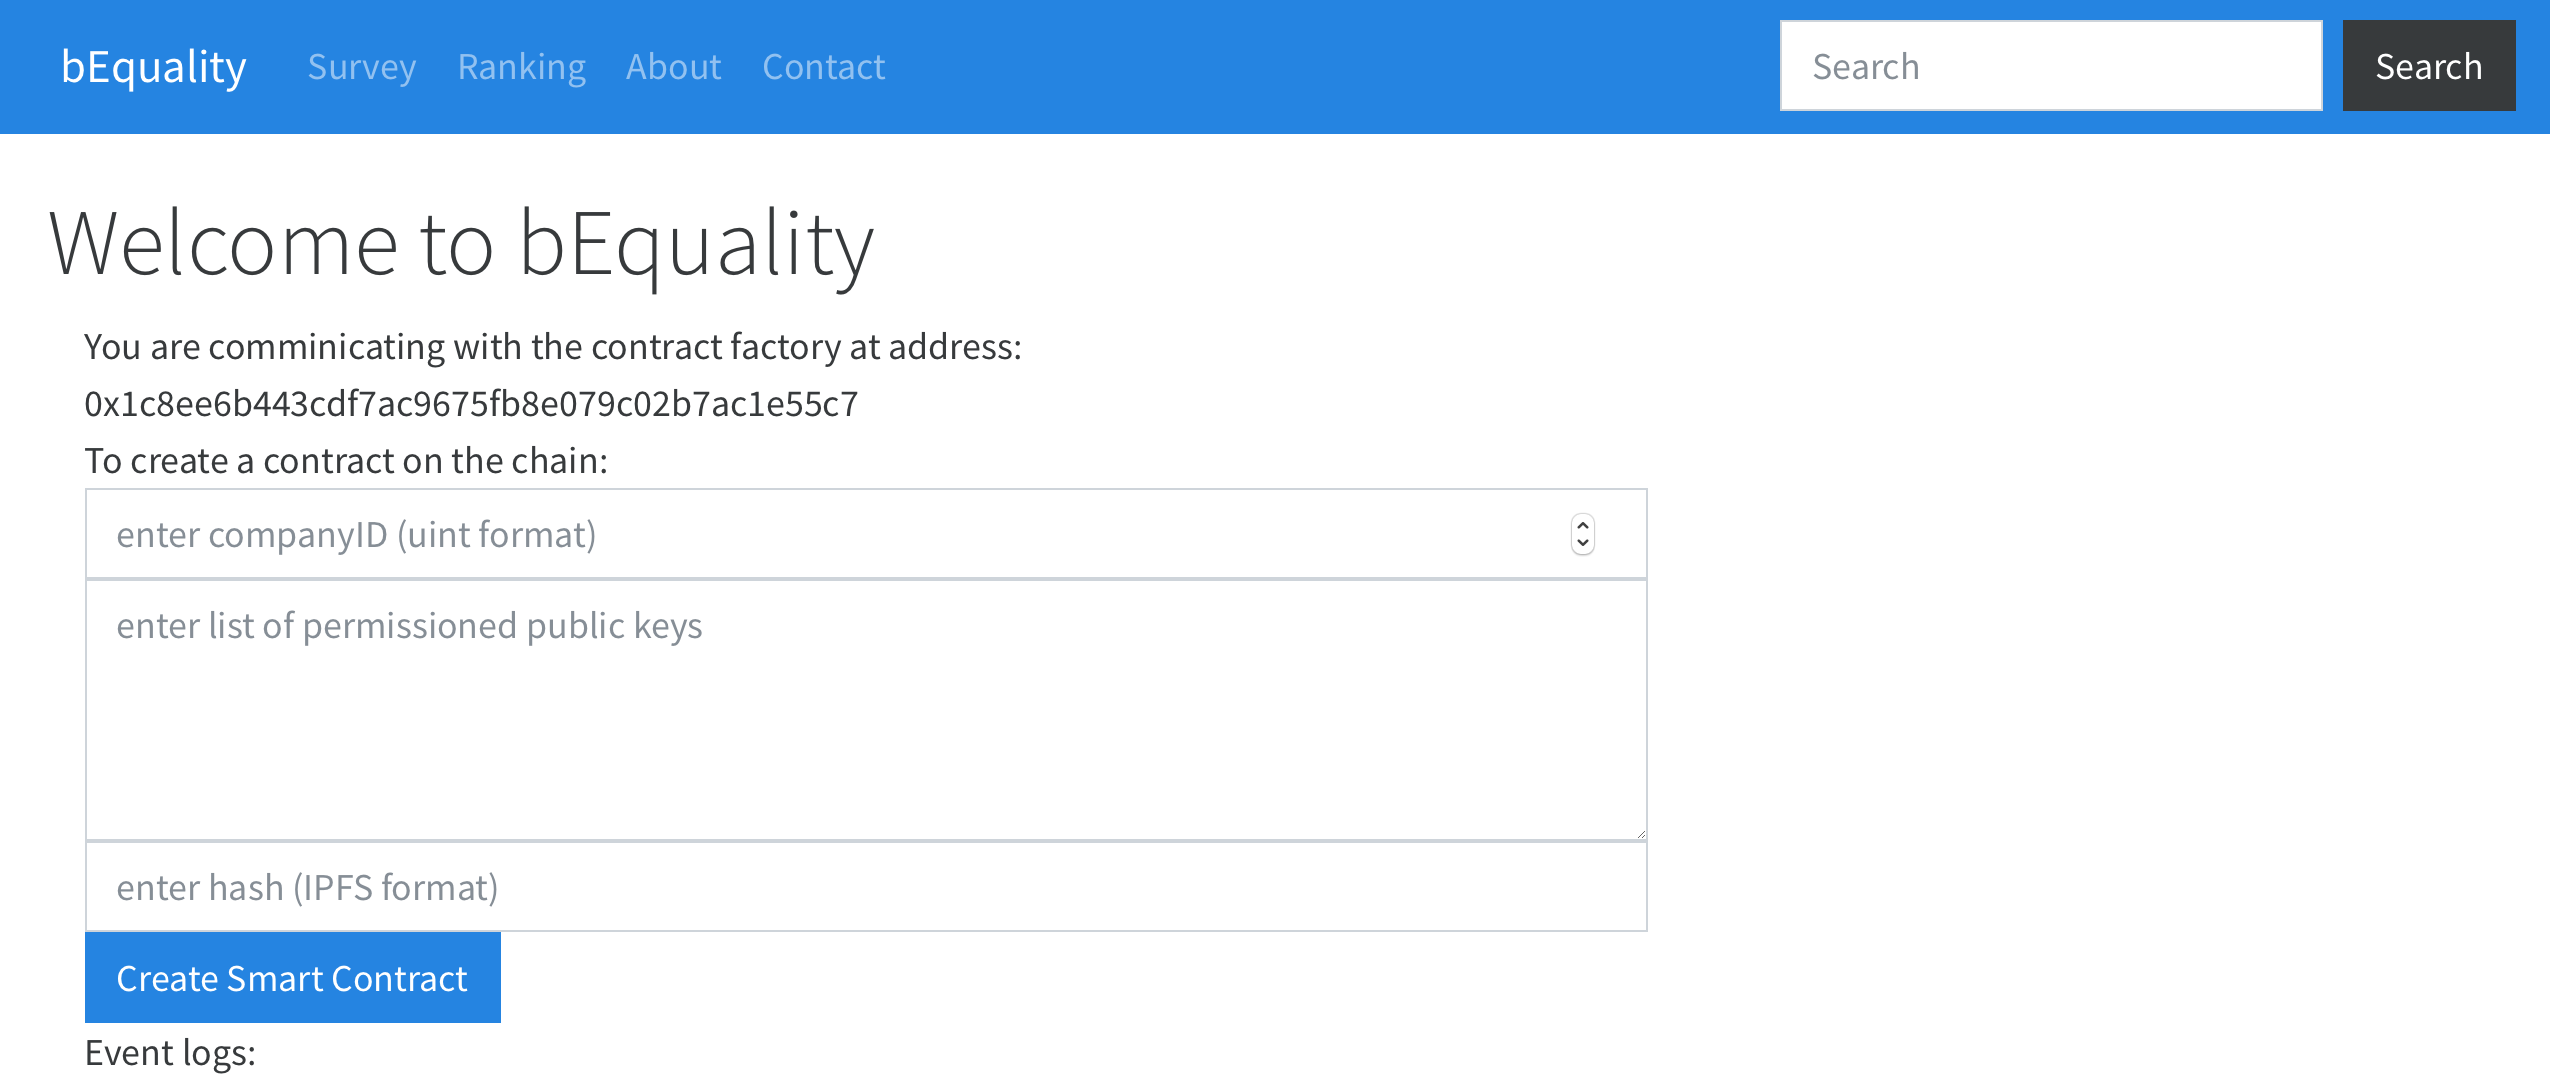 bEquality Survey Ranking About Contact Search Search
Welcome to bEquality
You are comminicating with the contract factory at address:
0x1c8ee6b443cdf7ac9675fb8e079c02b7ac1e55c7
To create a contract on the chain:
enter companyID (uint format)
enter list of permissioned public keys
enter hash (IPFS format)
Create Smart Contract
Event logs: